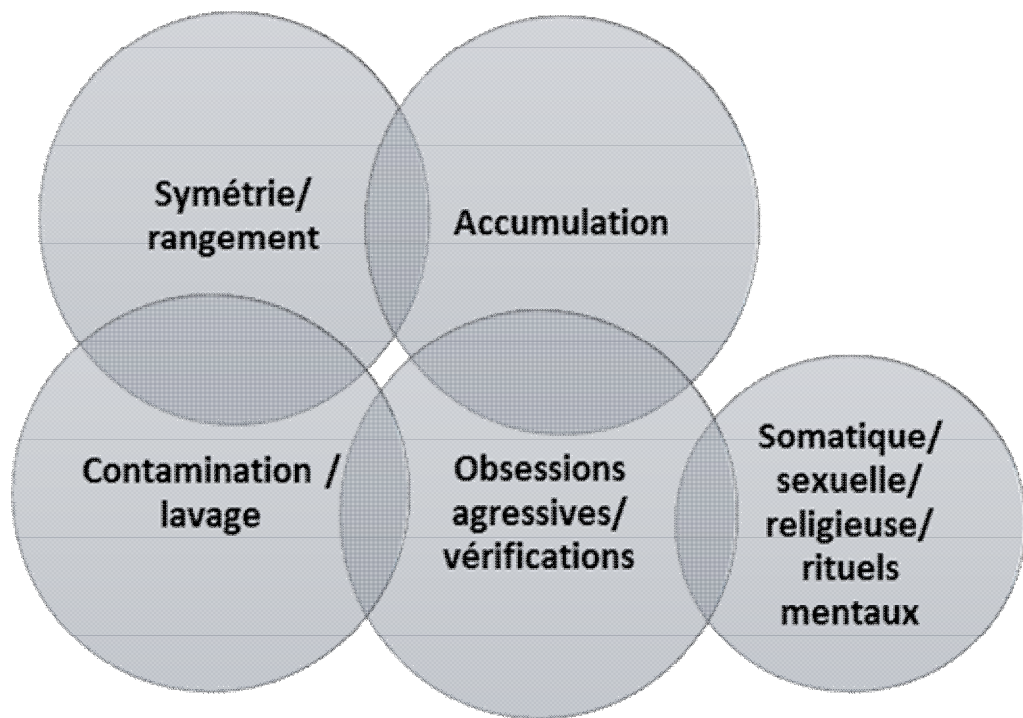 Symétrie/
rangement
Accumulation
Contamination /
lavage
Obsessions
agressives/
vérifications
Somatique/
sexuelle/
religieuse/
rituels
mentaux